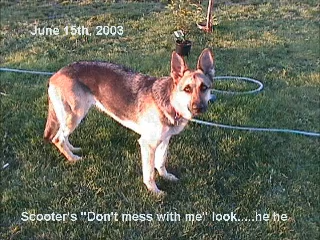 June 15th, 2003
Scooter's "Don't mess with me" look.....he he